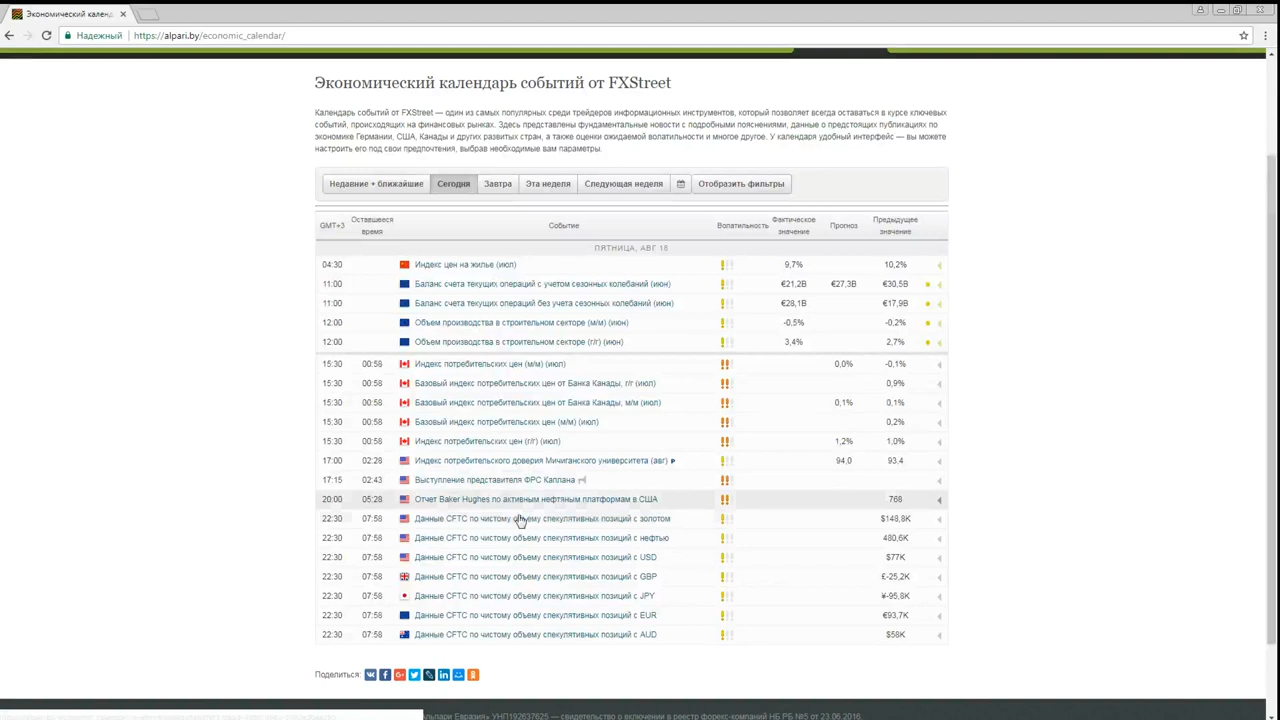 Экономический календ
Надежный https://alpari.by/economic_calendar/
Экономический календарь событий от FXStreet
Календарь событий от FXStreet — один из самых популярных среди трейдеров информационных инструментов, который позволяет всегда оставаться в курсе ключевых
событий, происходящих на финансовых рынках. Здесь представлены фундаментальные новости с подробными пояснениями, данные о предстоящих публикациях по
экономике Германии, США, Канады и других развитых стран, а также оценки ожидаемой волатильности и многое другое. У календаря удобный интерфейс — вы можете
настроить его под свои предпочтения, выбрав необходимые вам параметры.
Недавние + ближайшие Сегодня Завтра Эта неделя Следующая неделя Отобразить фильтры
GMT+3 Оставшееся время Событие Волатильность Фактическое значение Прогноз Предыдущее значение
ПЯТНИЦА, АВГ 18
04:30 Индекс цен на жилье (июл) 9,7% 10,2%
11:00 Баланс счета текущих операций с учетом сезонных колебаний (июн) €21,2B €27,3B €30,5B
11:00 Баланс счета текущих операций без учета сезонных колебаний (июн) €28,1B €17,9B
12:00 Объем производства в строительном секторе (м/м) (июн) -0,5% -0,2%
12:00 Объем производства в строительном секторе (г/г) (июн) 3,4% 2,7%
15:30 00:58 Индекс потребительских цен (м/м) (июл) 0,0% -0,1%
15:30 00:58 Базовый индекс потребительских цен от Банка Канады, г/г (июл) 0,9%
15:30 00:58 Базовый индекс потребительских цен от Банка Канады, м/м (июл) 0,1% 0,1%
15:30 00:58 Базовый индекс потребительских цен (м/м) (июл) 0,2%
15:30 00:58 Индекс потребительских цен (г/г) (июл) 1,2% 1,0%
17:00 02:28 Индекс потребительского доверия Мичиганского университета (авг) P 94,0 93,4
17:15 02:43 Выступление представителя ФРС Каплана
20:00 05:28 Отчет Baker Hughes по активным нефтяным платформам в США 768
22:30 07:58 Данные CFTC по чистому объему спекулятивных позиций с золотом $148,8K
22:30 07:58 Данные CFTC по чистому объему спекулятивных позиций с нефтью 480,6K
22:30 07:58 Данные CFTC по чистому объему спекулятивных позиций с USD $77K
22:30 07:58 Данные CFTC по чистому объему спекулятивных позиций с GBP £-25,2K
22:30 07:58 Данные CFTC по чистому объему спекулятивных позиций с JPY ¥-95,8K
22:30 07:58 Данные CFTC по чистому объему спекулятивных позиций с EUR €93,7K
22:30 07:58 Данные CFTC по чистому объему спекулятивных позиций с AUD $58K
Поделиться:
Евразия» УНП192637625 — свидетельство о включении в реестр форекс-компаний НБ РБ №5 от 23.06.2016.